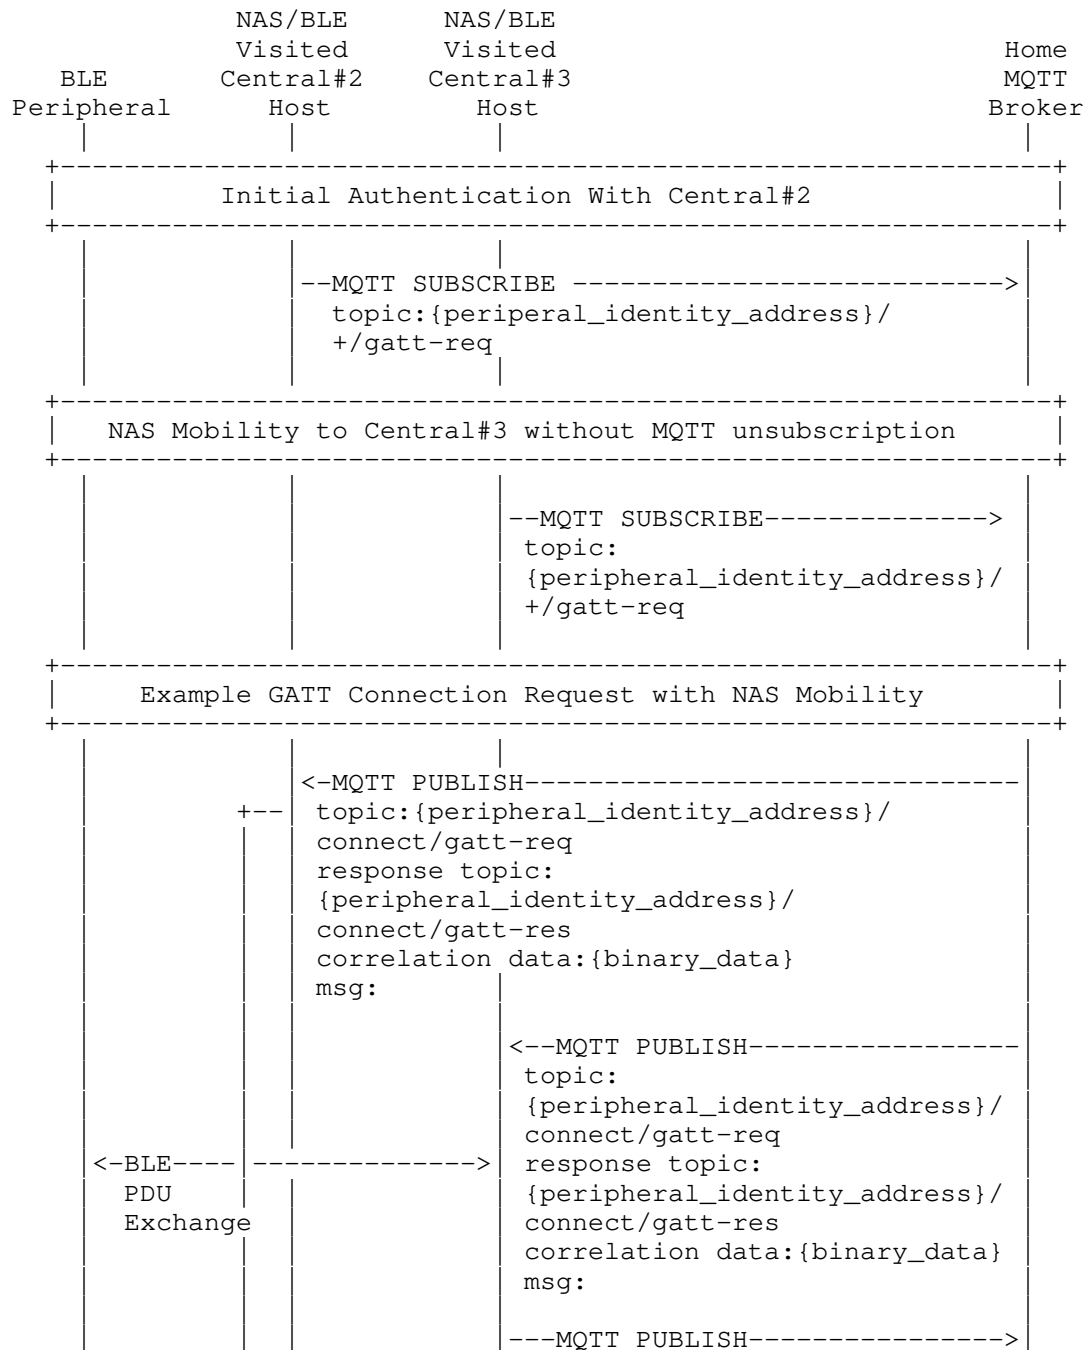 NAS/BLE      NAS/BLE
              Visited      Visited                           Home
   BLE       Central#2    Central#3                          MQTT
Peripheral      Host         Host                           Broker
    |            |            |                                |
  +--------------------------------------------------------------+
  |          Initial Authentication With Central#2               |
  +--------------------------------------------------------------+
    |            |            |                                |
    |            |--MQTT SUBSCRIBE --------------------------->|
    |            |  topic:{periperal_identity_address}/        |
    |            |  +/gatt-req                                 |
    |            |            |                                |
  +--------------------------------------------------------------+
  |   NAS Mobility to Central#3 without MQTT unsubscription      |
  +--------------------------------------------------------------+
    |            |            |                                |
    |            |            |--MQTT SUBSCRIBE--------------> |
    |            |            | topic:                         |
    |            |            | {peripheral_identity_address}/ |
    |            |            | +/gatt-req                     |
    |            |            |                                |
  +--------------------------------------------------------------+
  |     Example GATT Connection Request with NAS Mobility        |
  +--------------------------------------------------------------+
    |            |            |                                |
    |            |<-MQTT PUBLISH-------------------------------|
    |         +--| topic:{peripheral_identity_address}/        |
    |         |  | connect/gatt-req                            |
    |         |  | response topic:                             |
    |         |  | {peripheral_identity_address}/              |
    |         |  | connect/gatt-res                            |
    |         |  | correlation data:{binary_data}              |
    |         |  | msg:       |                                |
    |         |  |            |                                |
    |         |  |            |<--MQTT PUBLISH-----------------|
    |         |  |            | topic:                         |
    |         |  |            | {peripheral_identity_address}/ |
    |         |  |            | connect/gatt-req               |
    |<-BLE----|-------------->| response topic:                |
    | PDU     |  |            | {peripheral_identity_address}/ |
    | Exchange   |            | connect/gatt-res               |
    |         |  |            | correlation data:{binary_data} |
    |         |  |            | msg:                           |
    |         |  |            |                                |
    |         |  |            |---MQTT PUBLISH---------------->|